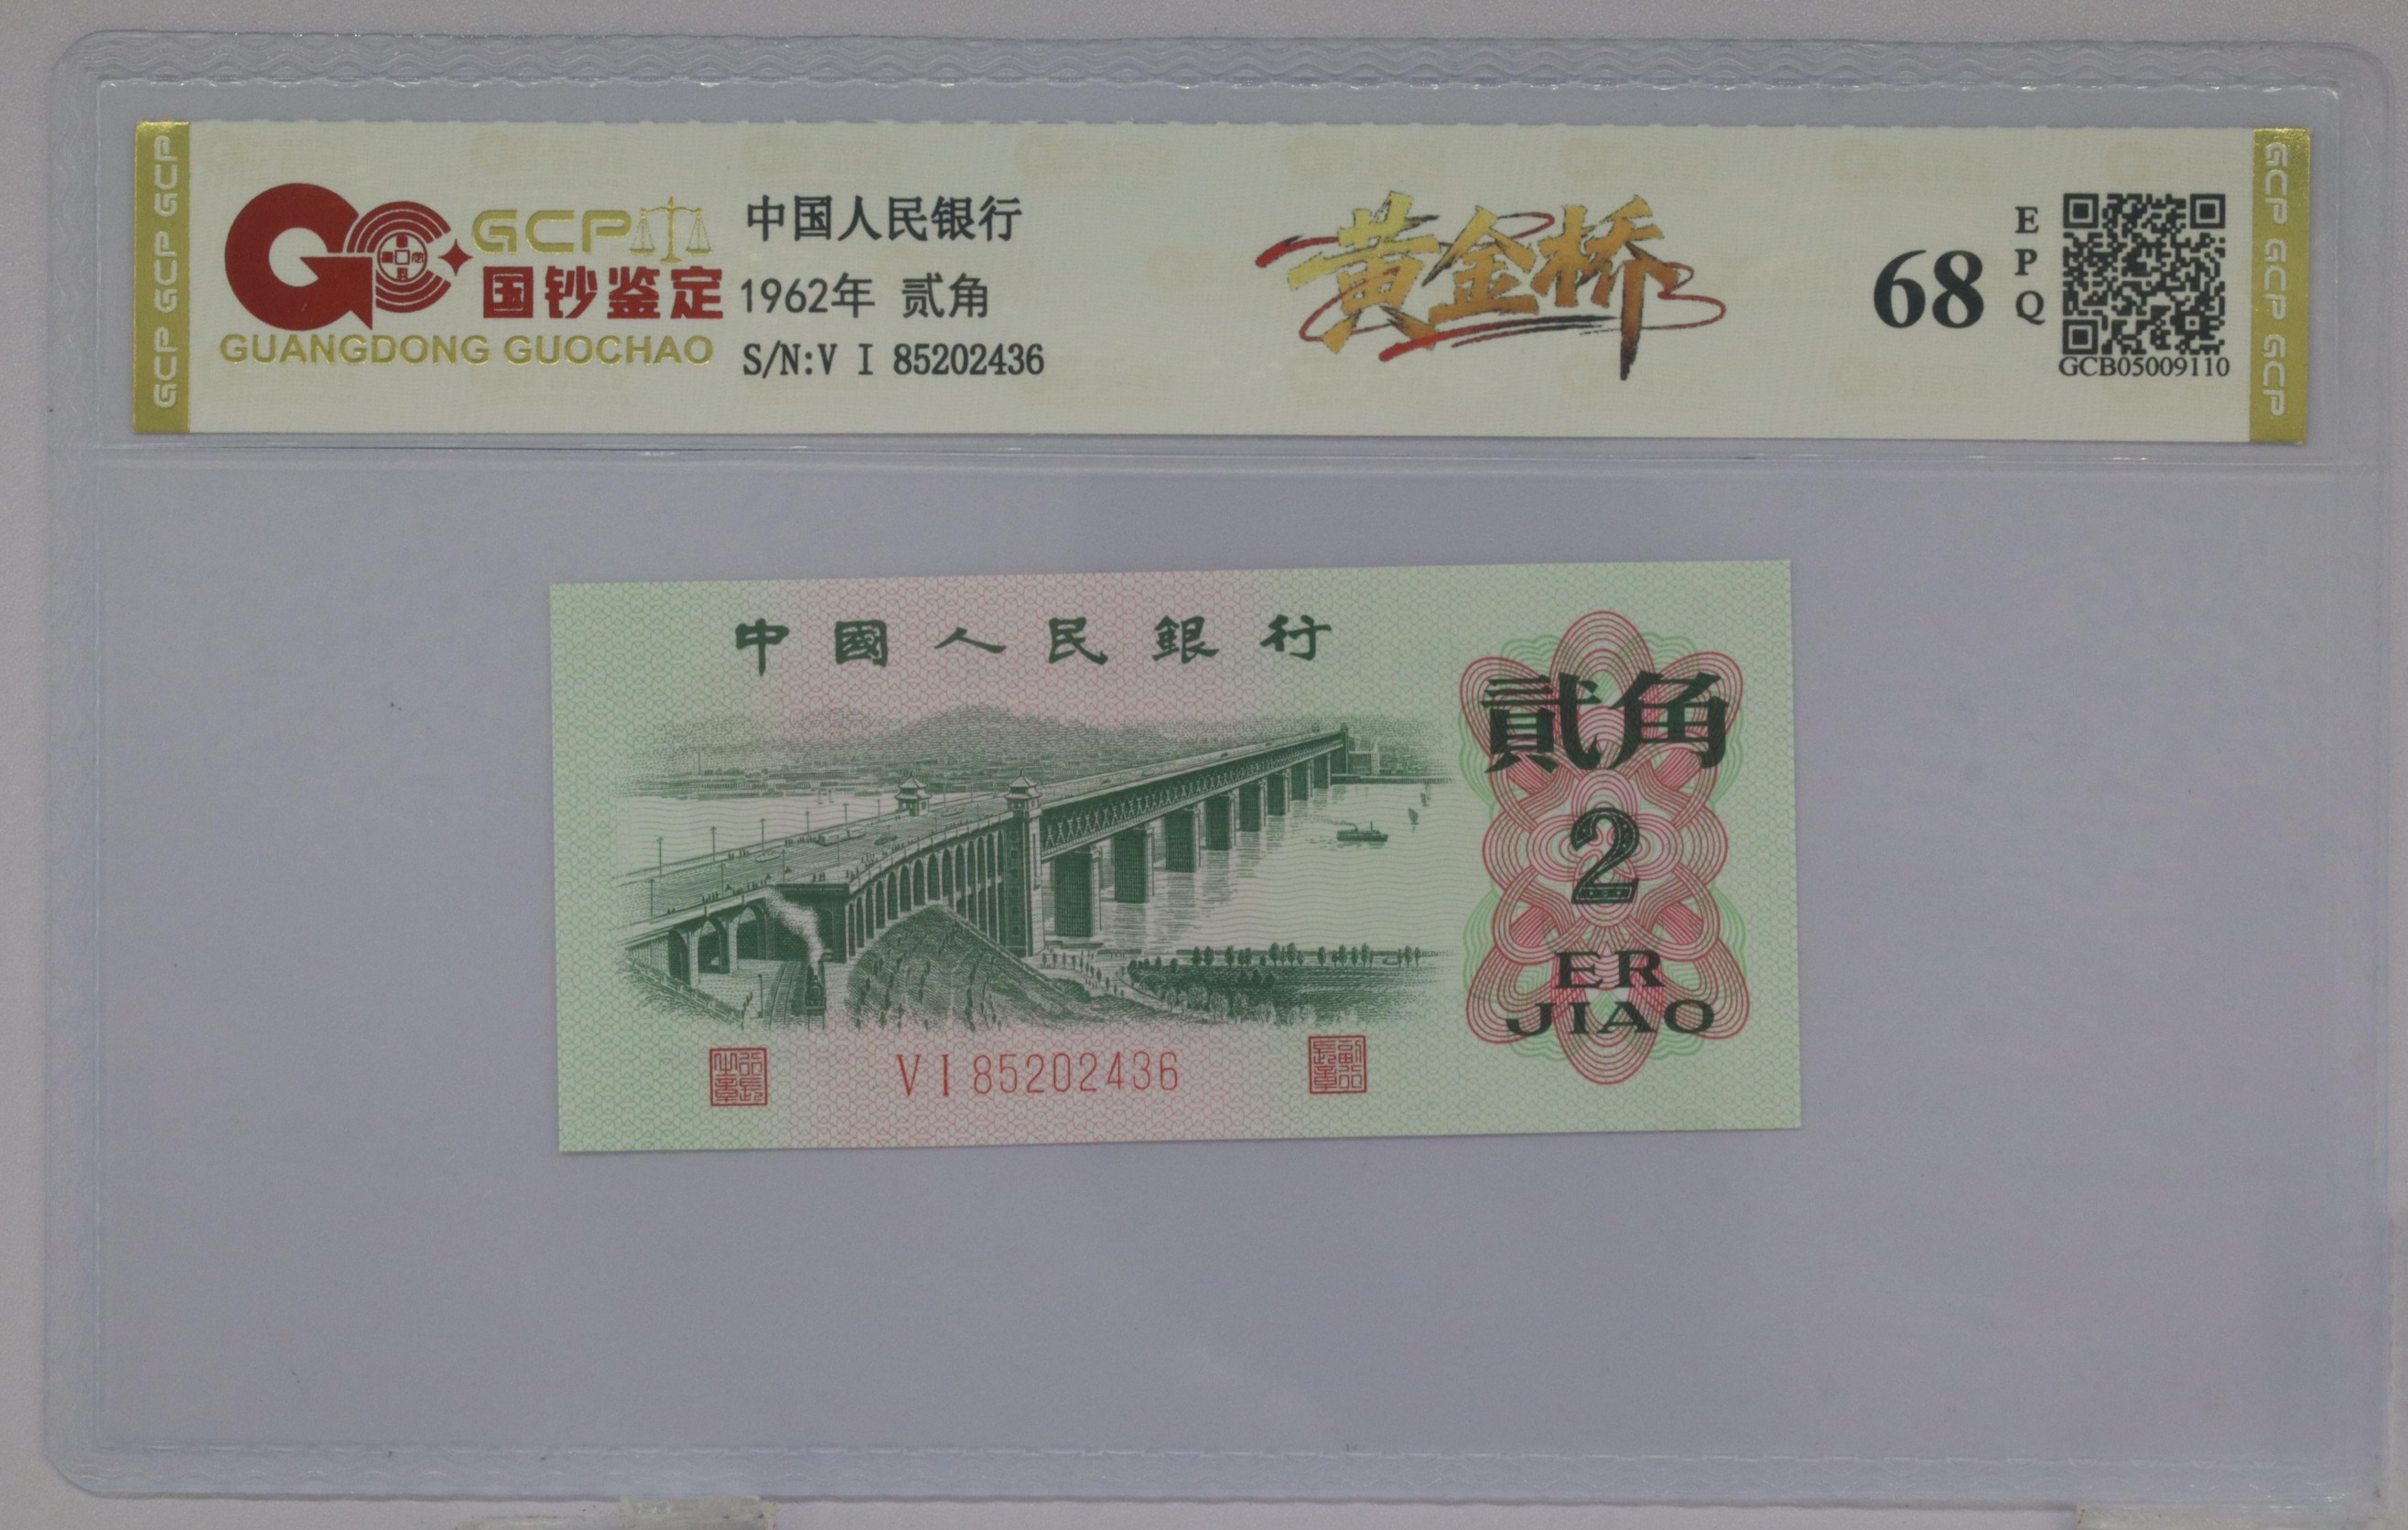 GCP GCP GCP
GCP
国钞鉴定
GUANGDONG GUOCHAO
中国人民银行
1962年 贰角
S/N:V I 85202436
黄金桥
68
EPQ
GCB05009110
GCP GCP GCP
中國人民銀行
貳角
2
ER
JIAO
V I 85202436